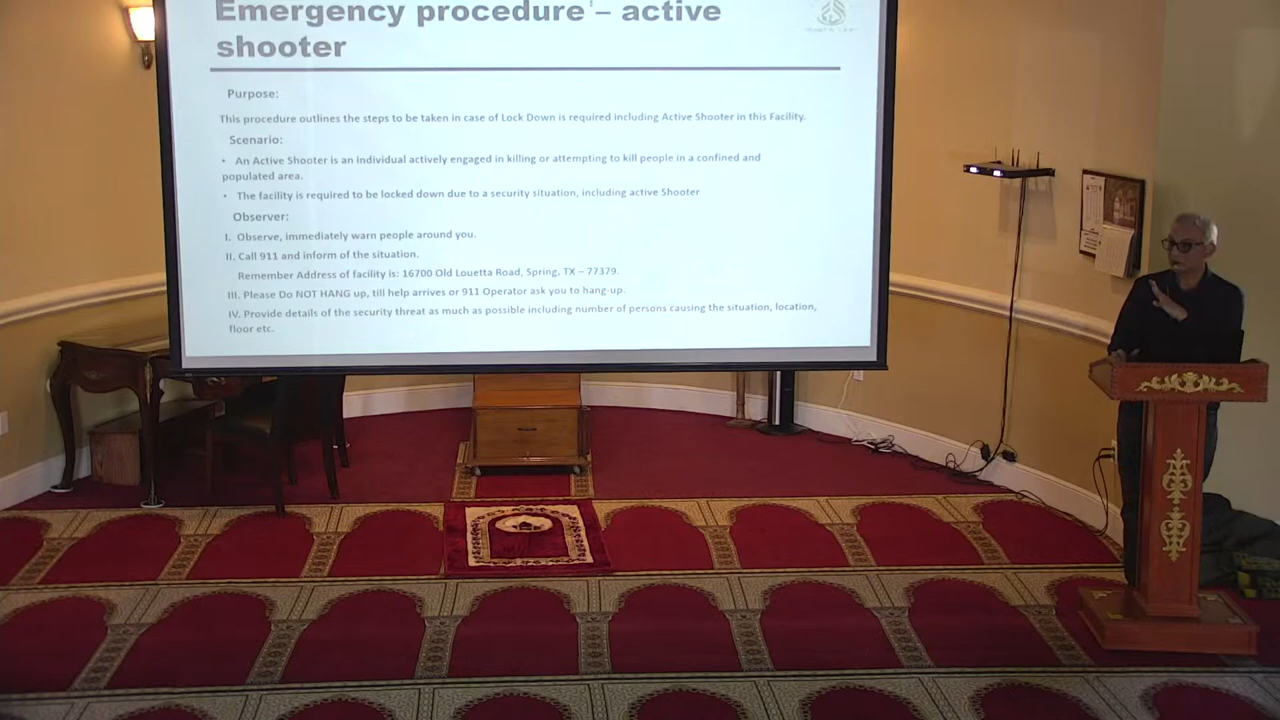 Emergency procedure – active
shooter
Purpose:
This procedure outlines the steps to be taken in case of Lock Down is required including Active Shooter in this Facility.
Scenario:
• An Active Shooter is an individual actively engaged in killing or attempting to kill people in a confined and
populated area.
• The facility is required to be locked down due to a security situation, including active Shooter
Observer:
I. Observe, immediately warn people around you.
II. Call 911 and inform of the situation.
Remember Address of facility is: 16700 Old Louetta Road, Spring, TX – 77379.
III. Please Do NOT HANG up, till help arrives or 911 Operator ask you to hang-up.
IV. Provide details of the security threat as much as possible including number of persons causing the situation, location,
floor etc.